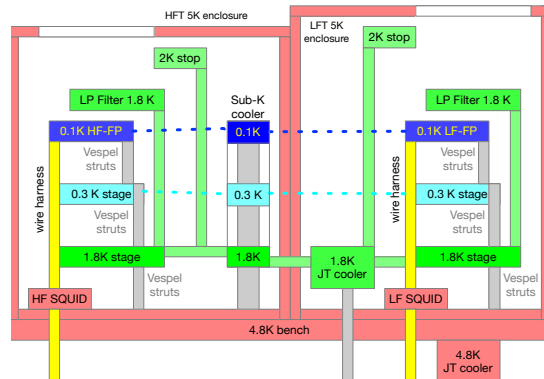 HFT 5K enclosure
LFT 5K
enclosure
2K stop
2K stop
LP Filter 1.8 K
Sub-K
cooler
LP Filter 1.8 K
0.1K HF-FP
0.1K
0.1K LF-FP
wire harness
Vespel
struts
wire harness
Vespel
struts
0.3 K stage
0.3 K
0.3 K stage
Vespel
struts
Vespel
struts
1.8K stage
1.8K
1.8K
JT cooler
1.8K stage
Vespel
struts
Vespel
struts
HF SQUID
LF SQUID
4.8K bench
4.8K
JT cooler